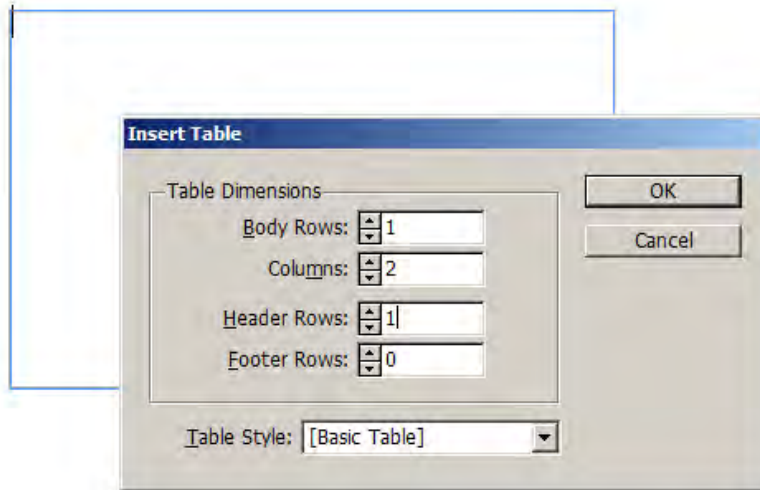 Insert Table
Table Dimensions
OK
Body Rows: 1
Cancel
Columns: 2
Header Rows: 1
Footer Rows: 0
Table Style: [Basic Table]